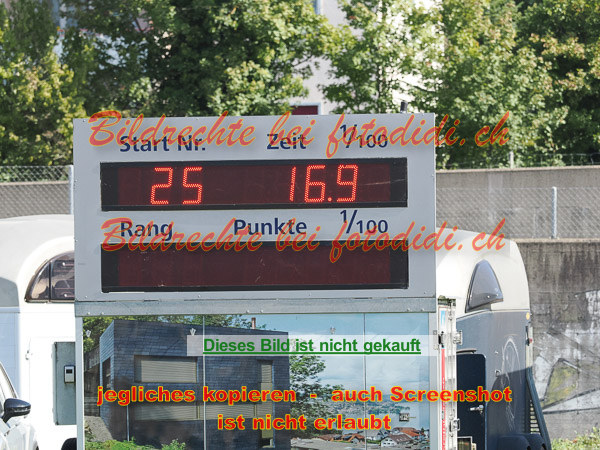 Bildrechte bei fotodidi.ch
Start Nr. Zeit 1/100
25 16.9
Rang Punkte 1/100
Bildrechte bei fotodidi.ch
Dieses Bild ist nicht gekauft
jegliches kopieren - auch Screenshot
ist nicht erlaubt